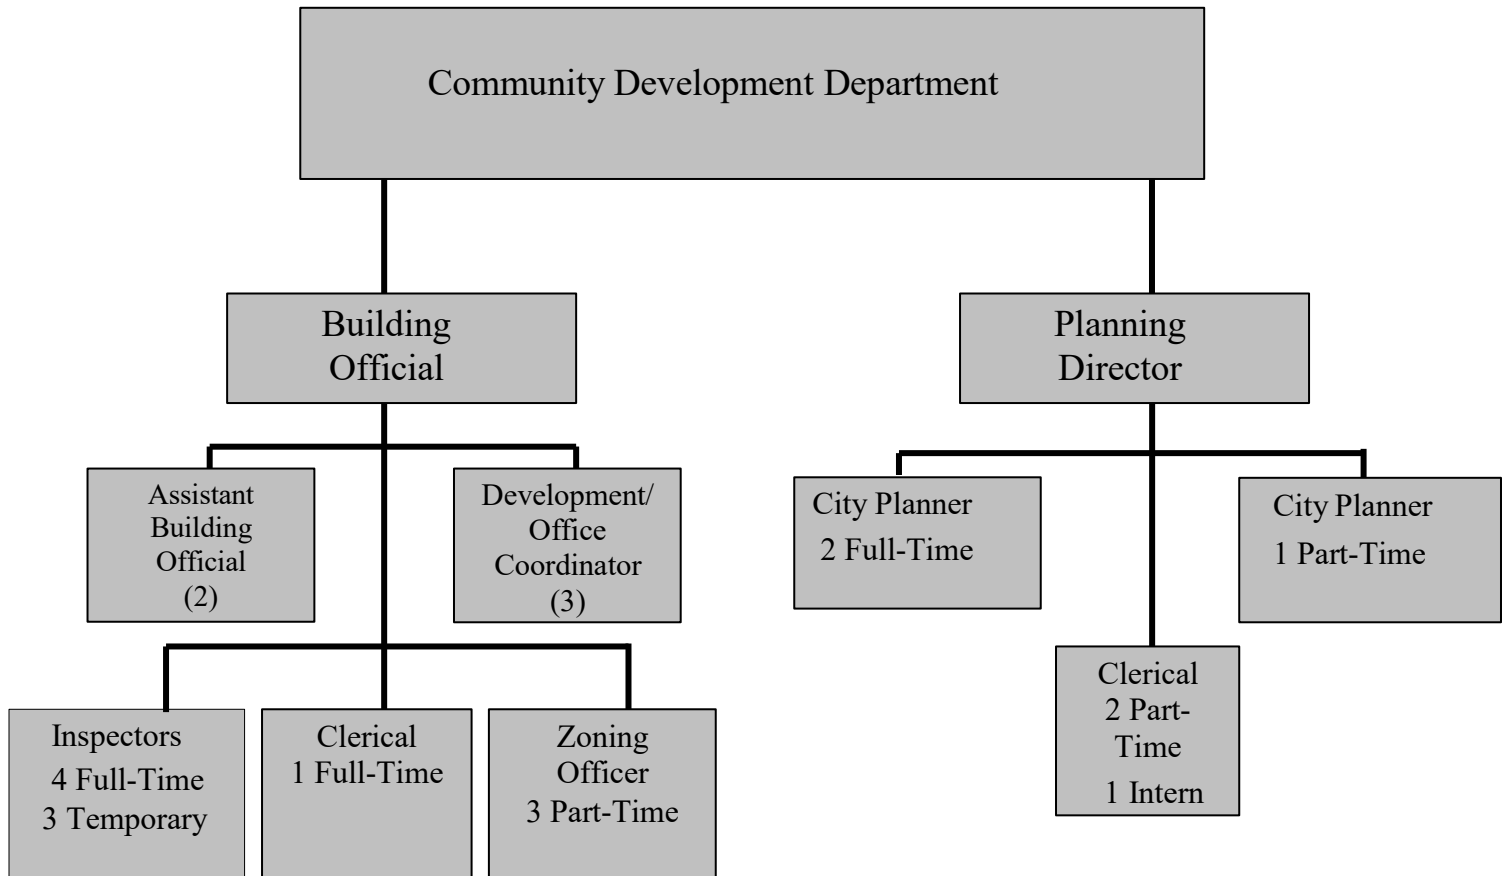 Community Development Department
Building
Official
Planning
Director
Assistant
Building
Official
(2)
Development/
Office
Coordinator
(3)
City Planner
2 Full-Time
City Planner
1 Part-Time
Inspectors
4 Full-Time
3 Temporary
Clerical
1 Full-Time
Zoning
Officer
3 Part-Time
Clerical
2 Part-
Time
1 Intern